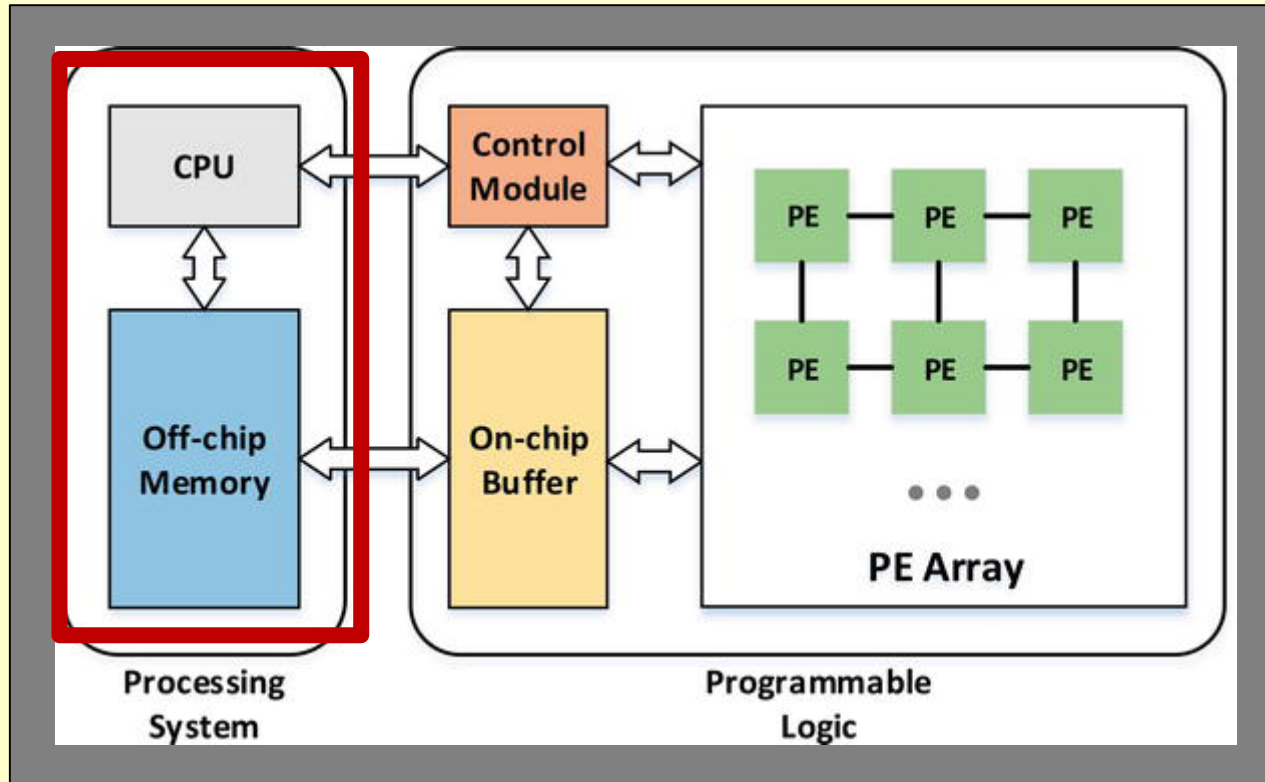 CPU
Control
Module
Off-chip
Memory
On-chip
Buffer
PE
PE
PE
PE
PE
PE
PE Array
Processing
System
Programmable
Logic